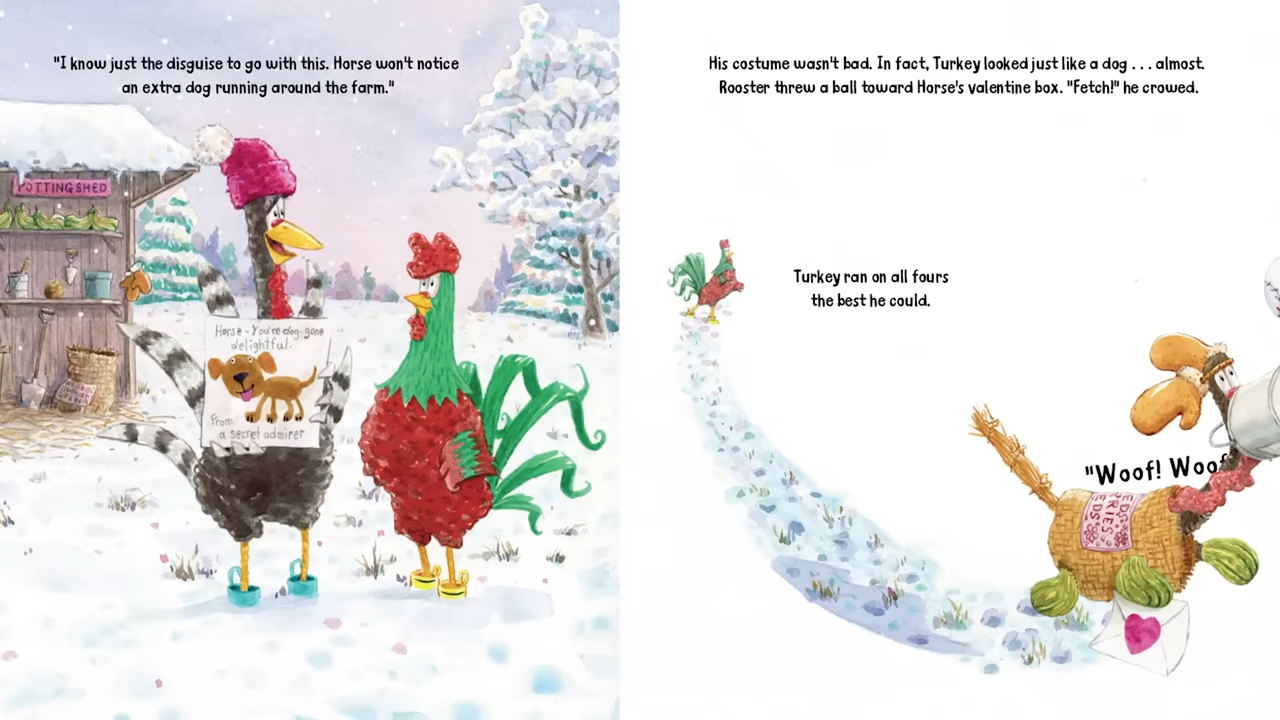 "I know just the disguise to go with this. Horse won't notice
an extra dog running around the farm."
POTTING SHED
Horse - You're dog-gone
delightful.
From
a secret admirer
His costume wasn't bad. In fact, Turkey looked just like a dog . . . almost.
Rooster threw a ball toward Horse's valentine box. "Fetch!" he crowed.
Turkey ran on all fours
the best he could.
"Woof! Woof